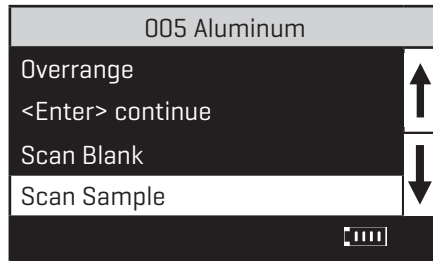 005 Aluminum
Overrange
<Enter> continue
Scan Blank
Scan Sample